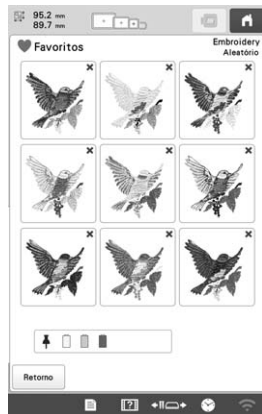 95.2 mm
89.7 mm
Favoritos
Embroidery
Aleatório
Retorno